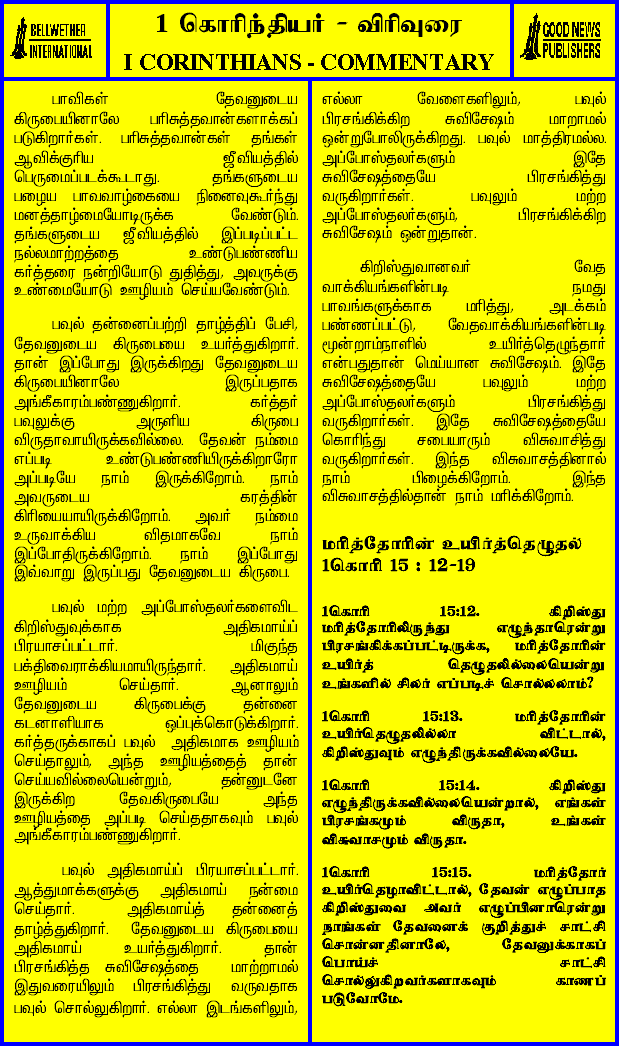 BELLWETHER
INTERNATIONAL
1 கொரிந்தியர் - விரிவுரை
I CORINTHIANS - COMMENTARY
GOOD NEWS
PUBLISHERS
பாவிகள் தேவனுடைய
கிருபையினாலே பரிசுத்தவான்களாக்கப்
படுகிறார்கள். பரிசுத்தவான்கள் தங்கள்
ஆவிக்குரிய ஜீவியத்தில்
பெருமைப்படக்கூடாது. தங்களுடைய
பழைய பாவவாழ்கையை நினைவுகூர்ந்து
மனத்தாழ்மையோடிருக்க வேண்டும்.
தங்களுடைய ஜீவியத்தில் இப்படிப்பட்ட
நல்லமாற்றத்தை உண்டுபண்ணிய
கர்த்தரை நன்றியோடு துதித்து, அவருக்கு
உண்மையோடு ஊழியம் செய்யவேண்டும்.
பவுல் தன்னைப்பற்றி தாழ்த்திப் பேசி,
தேவனுடைய கிருபையை உயர்த்துகிறார்.
தான் இப்போது இருக்கிறது தேவனுடைய
கிருபையினாலே இருப்பதாக
அங்கீகாரம்பண்ணுகிறார். கர்த்தர்
பவுலுக்கு அருளிய கிருபை
விருதாவாயிருக்கவில்லை. தேவன் நம்மை
எப்படி உண்டுபண்ணியிருக்கிறாரோ
அப்படியே நாம் இருக்கிறோம். நாம்
அவருடைய கரத்தின்
கிரியையாயிருக்கிறோம். அவர் நம்மை
உருவாக்கிய விதமாகவே நாம்
இப்போதிருக்கிறோம். நாம் இப்போது
இவ்வாறு இருப்பது தேவனுடைய கிருபை.
பவுல் மற்ற அப்போஸ்தலர்களைவிட
கிறிஸ்துவுக்காக அதிகமாய்ப்
பிரயாசப்பட்டார். மிகுந்த
பக்திவைராக்கியமாயிருந்தார். அதிகமாய்
ஊழியம் செய்தார். ஆனாலும்
தேவனுடைய கிருபைக்கு தன்னை
கடனாளியாக ஒப்புக்கொடுக்கிறார்.
கர்த்தருக்காகப் பவுல் அதிகமாக ஊழியம்
செய்தாலும், அந்த ஊழியத்தைத் தான்
செய்யவில்லையென்றும், தன்னுடனே
இருக்கிற தேவகிருபையே அந்த
ஊழியத்தை அப்படி செய்ததாகவும் பவுல்
அங்கீகாரம்பண்ணுகிறார்.
பவுல் அதிகமாய்ப் பிரயாசப்பட்டார்.
ஆத்துமாக்களுக்கு அதிகமாய் நன்மை
செய்தார். அதிகமாய்த் தன்னைத்
தாழ்த்துகிறார். தேவனுடைய கிருபையை
அதிகமாய் உயர்த்துகிறார். தான்
பிரசங்கித்த சுவிசேஷத்தை மாற்றாமல்
இதுவரையிலும் பிரசங்கித்து வருவதாக
பவுல் சொல்லுகிறார். எல்லா இடங்களிலும்,
எல்லா வேளைகளிலும், பவுல்
பிரசங்கிக்கிற சுவிசேஷம் மாறாமல்
ஒன்றுபோலிருக்கிறது. பவுல் மாத்திரமல்ல.
அப்போஸ்தலர்களும் இதே
சுவிசேஷத்தையே பிரசங்கித்து
வருகிறார்கள். பவுலும் மற்ற
அப்போஸ்தலர்களும், பிரசங்கிக்கிற
சுவிசேஷம் ஒன்றுதான்.
கிறிஸ்துவானவர் வேத
வாக்கியங்களின்படி நமது
பாவங்களுக்காக மரித்து, அடக்கம்
பண்ணப்பட்டு, வேதவாக்கியங்களின்படி
மூன்றாம்நாளில் உயிர்த்தெழுந்தார்
என்பதுதான் மெய்யான சுவிசேஷம். இதே
சுவிசேஷத்தையே பவுலும் மற்ற
அப்போஸ்தலர்களும் பிரசங்கித்து
வருகிறார்கள். இதே சுவிசேஷத்தையே
கொரிந்து சபையாரும் விசுவாசித்து
வருகிறார்கள். இந்த விசுவாசத்தினால்
நாம் பிழைக்கிறோம். இந்த
விசுவாசத்தில்தான் நாம் மரிக்கிறோம்.
மரித்தோரின் உயிர்த்தெழுதல்
1கொரி 15 : 12-19
1கொரி 15:12. கிறிஸ்து
மரித்தோரிலிருந்து எழுந்தாரென்று
பிரசங்கிக்கப்பட்டிருக்க, மரித்தோரின்
உயிர்த் தெழுதலில்லையென்று
உங்களில் சிலர் எப்படிச் சொல்லலாம்?
1கொரி 15:13. மரித்தோரின்
உயிர்தெழுதலில்லா விட்டால்,
கிறிஸ்துவும் எழுந்திருக்கவில்லையே.
1கொரி 15:14. கிறிஸ்து
எழுந்திருக்கவில்லையென்றால், எங்கள்
பிரசங்கமும் விருதா, உங்கள்
விசுவாசமும் விருதா.
1கொரி 15:15. மரித்தோர்
உயிர்தெழாவிட்டால், தேவன் எழுப்பாத
கிறிஸ்துவை அவர் எழுப்பினாரென்று
நாங்கள் தேவனைக் குறித்துச் சாட்சி
சொன்னதினாலே, தேவனுக்காகப்
பொய்ச் சாட்சி
சொல்லுகிறவர்களாகவும் காணப்
படுவோமே.